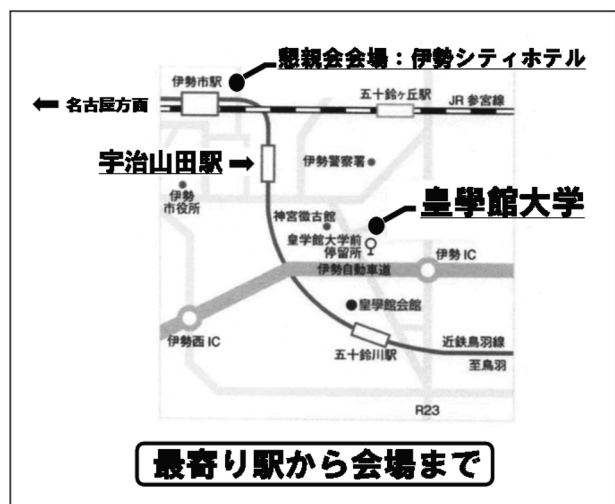 懇親会会場：伊勢シティホテル
伊勢市駅
五十鈴ヶ丘駅
JR 参宮線
← 名古屋方面
宇治山田駅 →
伊勢警察署
伊勢
市役所
神宮徴古館
皇學館大学
皇学館大学前
停留所
伊勢 IC
伊勢自動車道
皇學館会館
伊勢西 IC
五十鈴川駅
近鉄鳥羽線
至鳥羽
R23
最寄り駅から会場まで